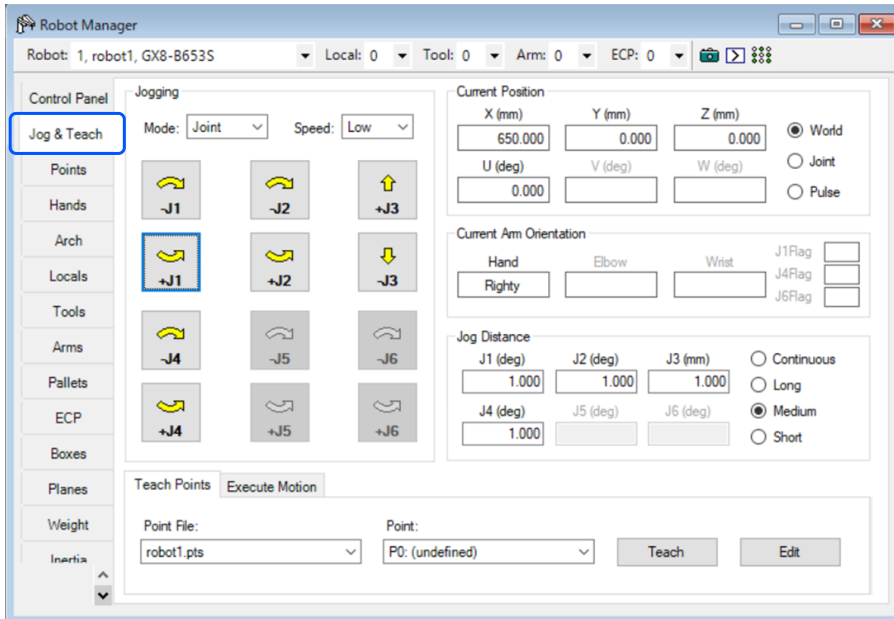 Robot Manager
Robot: 1, robot1, GX8-B653S Local: 0 Tool: 0 Arm: 0 ECP: 0
Control Panel
Jog & Teach
Points
Hands
Arch
Locals
Tools
Arms
Pallets
ECP
Boxes
Planes
Weight
Inertia
Jogging
Mode: Joint Speed: Low
-J1 -J2 +J3
+J1 +J2 -J3
-J4 -J5 -J6
+J4 +J5 +J6
Current Position
X (mm) Y (mm) Z (mm)
650.000 0.000 0.000
U (deg) V (deg) W (deg)
0.000
World
Joint
Pulse
Current Arm Orientation
Hand Elbow Wrist
Righty
J1Flag
J4Flag
J6Flag
Jog Distance
J1 (deg) J2 (deg) J3 (mm)
1.000 1.000 1.000
J4 (deg) J5 (deg) J6 (deg)
1.000
Continuous
Long
Medium
Short
Teach Points Execute Motion
Point File: Point:
robot1.pts P0: (undefined) Teach Edit